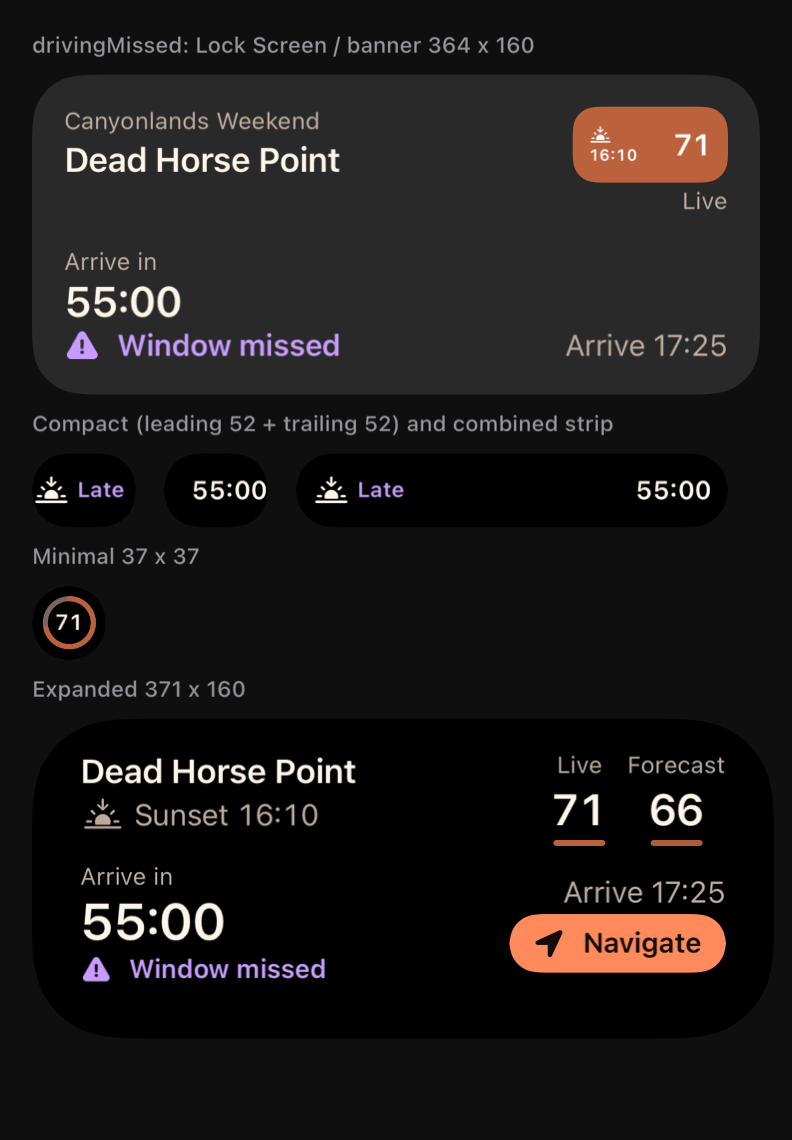 drivingMissed: Lock Screen / banner 364 x 160
Canyonlands Weekend
Dead Horse Point
16:10
71
Live
Arrive in
55:00
Window missed
Arrive 17:25
Compact (leading 52 + trailing 52) and combined strip
Late
55:00
Late
55:00
Minimal 37 x 37
71
Expanded 371 x 160
Dead Horse Point
Sunset 16:10
Live
Forecast
71
66
Arrive in
55:00
Window missed
Arrive 17:25
Navigate